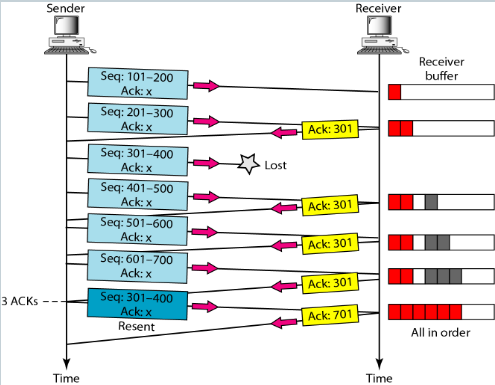 Sender
Receiver
Receiver
buffer
Seq: 101–200
Ack: x
Seq: 201–300
Ack: x
Ack: 301
Seq: 301–400
Ack: x
Lost
Seq: 401–500
Ack: x
Ack: 301
Seq: 501–600
Ack: x
Ack: 301
Seq: 601–700
Ack: x
Ack: 301
3 ACKs
Seq: 301–400
Ack: x
Resent
Ack: 701
All in order
Time
Time